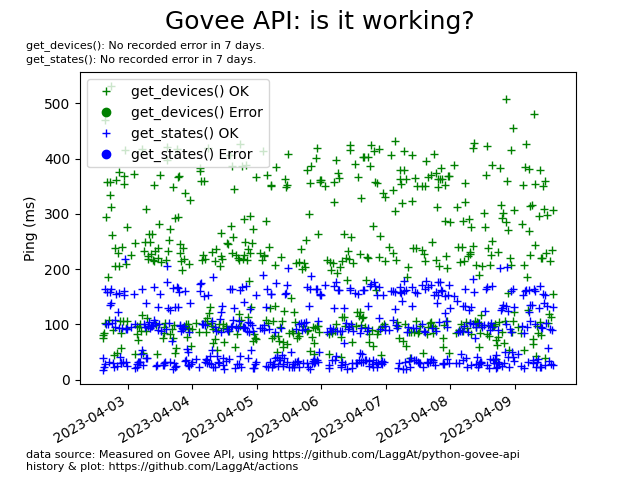 Govee API: is it working?
get_devices(): No recorded error in 7 days.
get_states(): No recorded error in 7 days.
get_devices() OK
get_devices() Error
get_states() OK
get_states() Error
Ping (ms)
500
400
300
200
100
0
2023-04-03
2023-04-04
2023-04-05
2023-04-06
2023-04-07
2023-04-08
2023-04-09
data source: Measured on Govee API, using https://github.com/LaggAt/python-govee-api
history & plot: https://github.com/LaggAt/actions